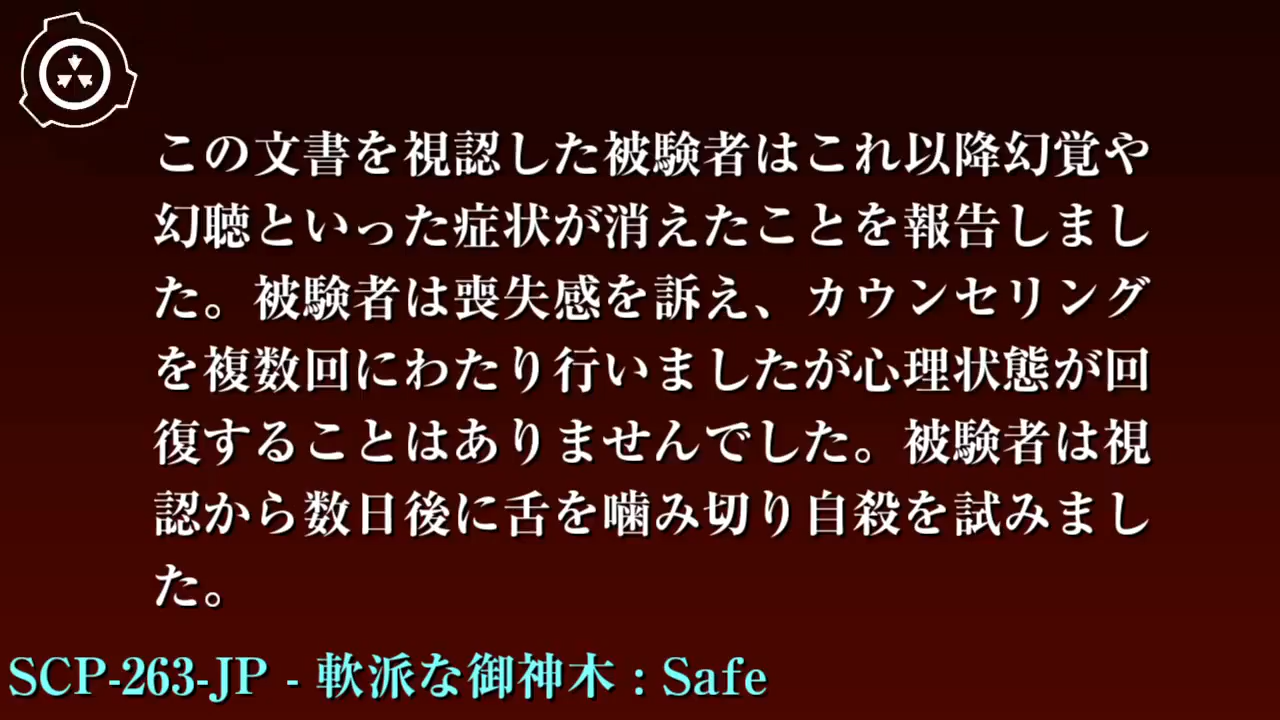 この文書を視認した被験者はこれ以降幻覚や
幻聴といった症状が消えたことを報告しまし
た。被験者は喪失感を訴え、カウンセリング
を複数回にわたり行いましたが心理状態が回
復することはありませんでした。被験者は視
認から数日後に舌を噛み切り自殺を試みまし
た。
SCP-263-JP - 軟派な御神木 : Safe